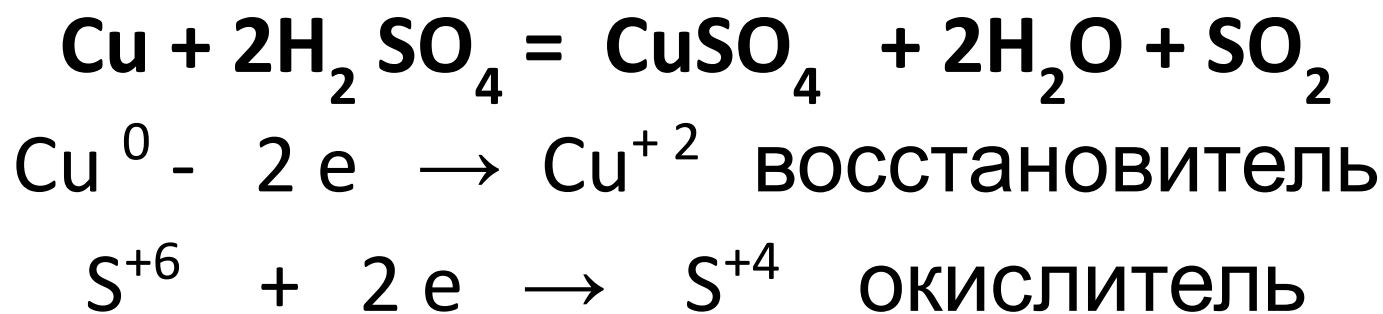 Cu + 2H₂ SO₄ = CuSO₄ + 2H₂O + SO₂
Cu ⁰ - 2 e → Cu⁺ ² восстановитель
S⁺⁶ + 2 e → S⁺⁴ окислитель